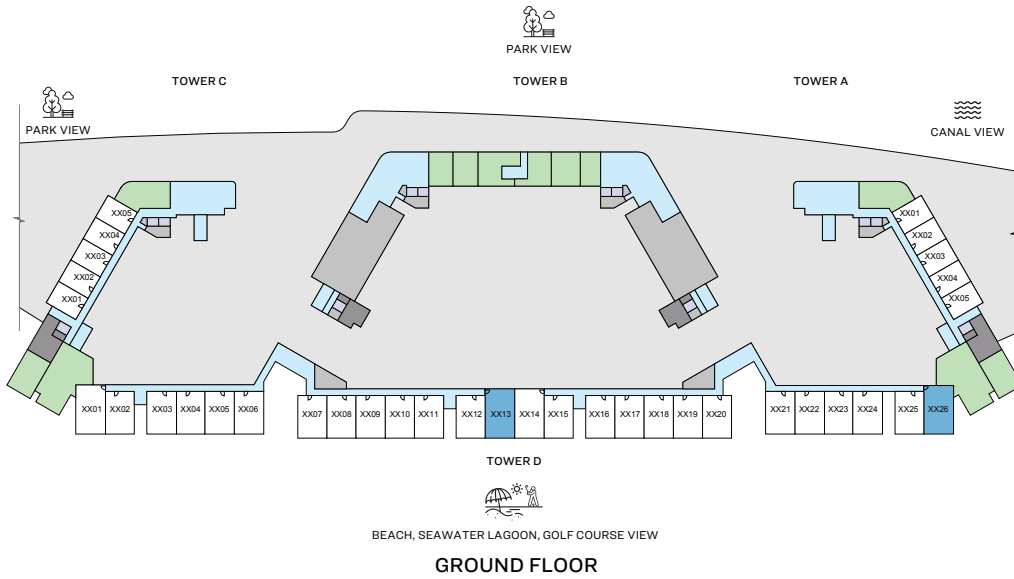 PARK VIEW
TOWER C
TOWER B
TOWER A
PARK VIEW
CANAL VIEW
XX05
XX04
XX03
XX02
XX01
XX01
XX02
XX03
XX04
XX05
XX01 XX02 XX03 XX04 XX05 XX06 XX07 XX08 XX09 XX10 XX11 XX12 XX13 XX14 XX15 XX16 XX17 XX18 XX19 XX20 XX21 XX22 XX23 XX24 XX25 XX26
TOWER D
BEACH, SEAWATER LAGOON, GOLF COURSE VIEW
GROUND FLOOR